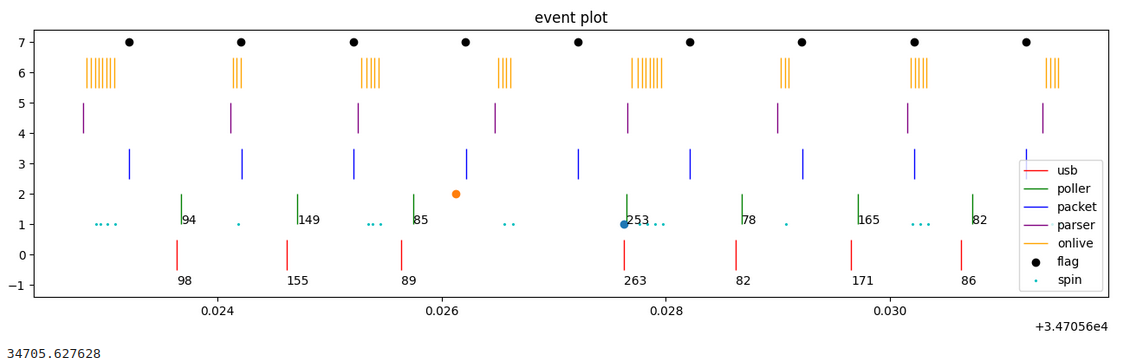 event plot
7
6
5
4
3
2
1
0
−1
94 149 85 253 78 165 82
98 155 89 263 82 171 86
usb
poller
packet
parser
onlive
flag
spin
0.024 0.026 0.028 0.030
+3.47056e4
34705.627628